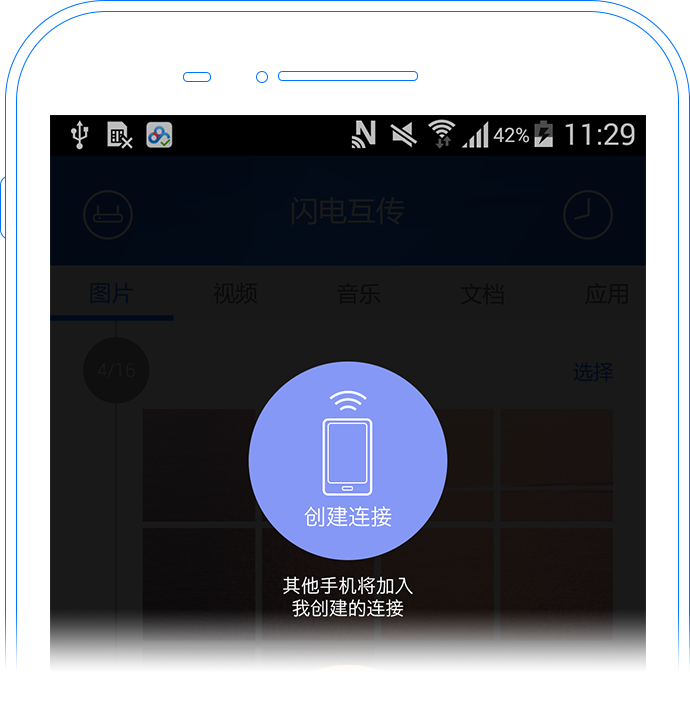 42% 11:29
闪电互传
图片 视频 音乐 文档 应用
4/16
选择
创建连接
其他手机将加入
我创建的连接